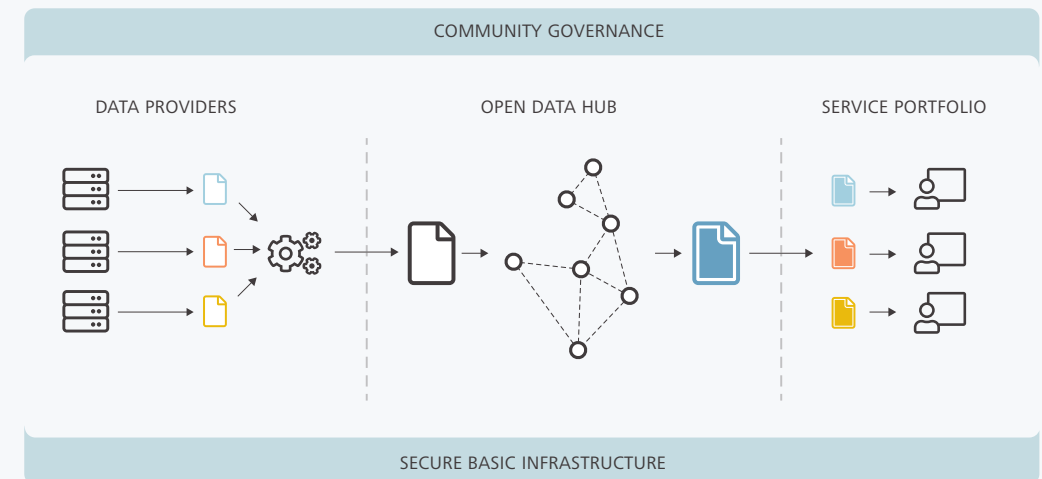 COMMUNITY GOVERNANCE
DATA PROVIDERS
OPEN DATA HUB
SERVICE PORTFOLIO
SECURE BASIC INFRASTRUCTURE